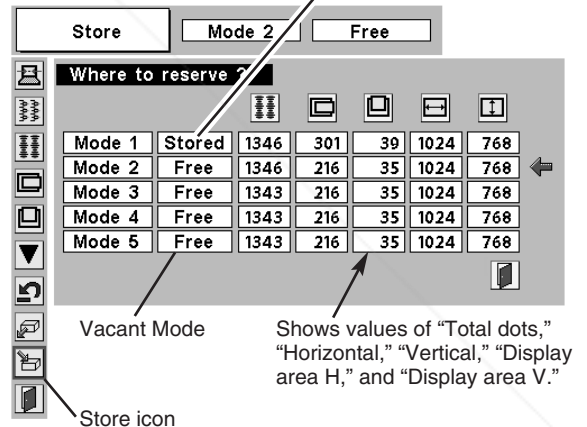 Store Mode 2 Free
Where to reserve ?
Mode 1 Stored 1346 301 39 1024 768
Mode 2 Free 1346 216 35 1024 768
Mode 3 Free 1343 216 35 1024 768
Mode 4 Free 1343 216 35 1024 768
Mode 5 Free 1343 216 35 1024 768
Vacant Mode
Shows values of “Total dots,”
“Horizontal,” “Vertical,” “Display
area H,” and “Display area V.”
Store icon